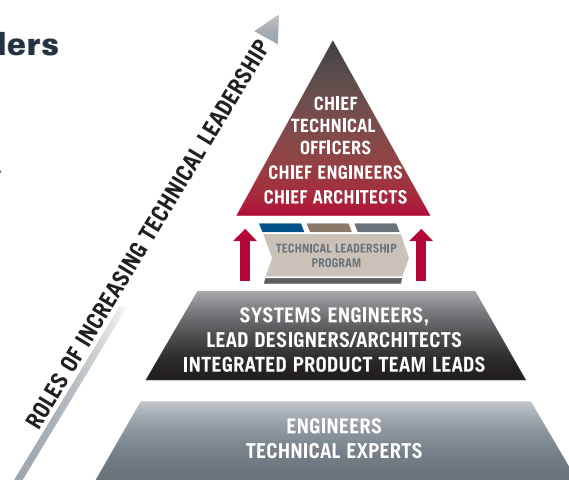 CHIEF
TECHNICAL
OFFICERS
CHIEF ENGINEERS
CHIEF ARCHITECTS
TECHNICAL LEADERSHIP
PROGRAM
SYSTEMS ENGINEERS,
LEAD DESIGNERS/ARCHITECTS
INTEGRATED PRODUCT TEAM LEADS
ENGINEERS
TECHNICAL EXPERTS
ROLES OF INCREASING TECHNICAL LEADERSHIP